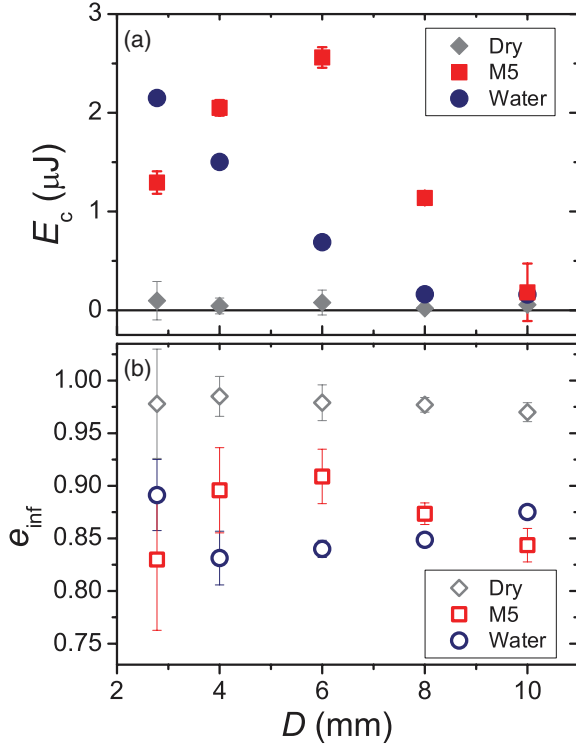 (a)
Dry
M5
Water
3
2
1
0
E_c (μJ)
(b)
1.00
0.95
0.90
0.85
0.80
0.75
e_inf
Dry
M5
Water
2 4 6 8 10
D (mm)